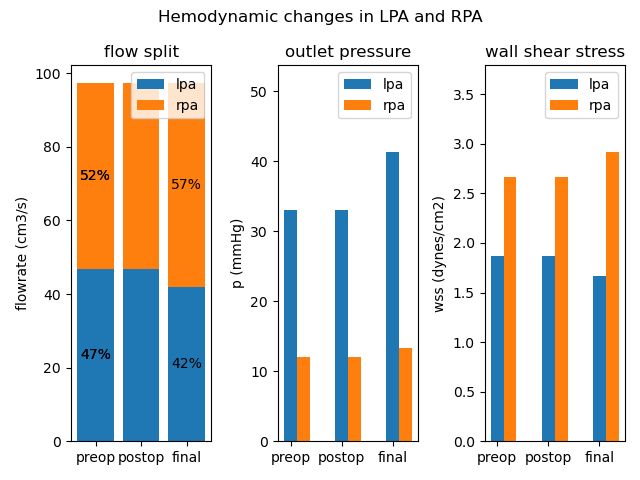 Hemodynamic changes in LPA and RPA
flow split
outlet pressure
wall shear stress
flowrate (cm3/s)
100
80
60
40
20
0
lpa
rpa
52%
57%
47%
42%
preop
postop
final
p (mmHg)
50
40
30
20
10
0
lpa
rpa
preop
postop
final
wss (dynes/cm2)
3.5
3.0
2.5
2.0
1.5
1.0
0.5
0.0
lpa
rpa
preop
postop
final